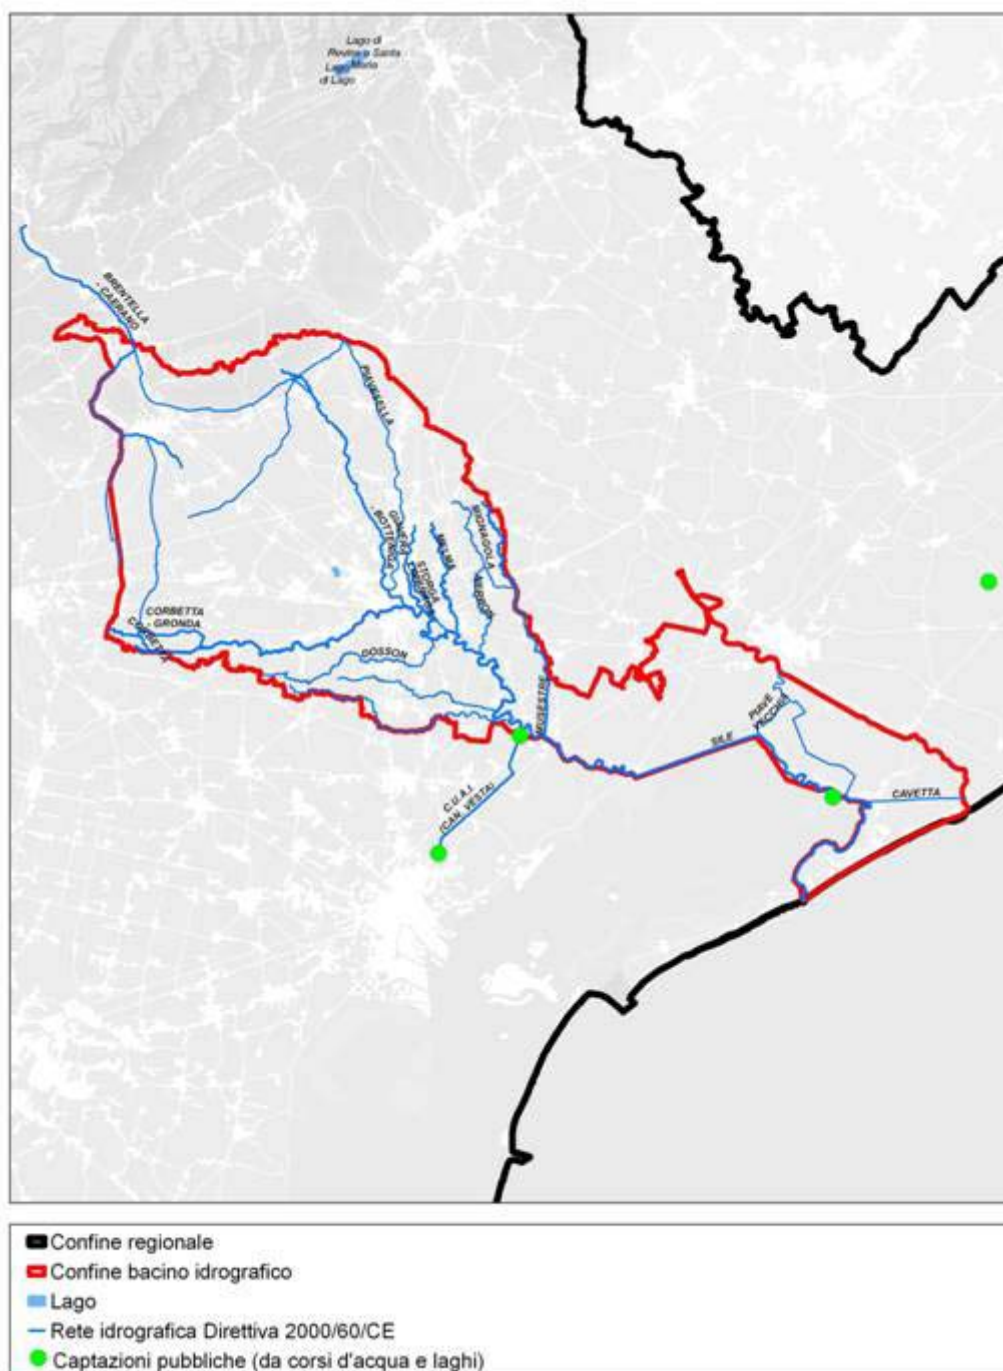 Lago di
Revine o Santa
Maria
Lago
di Lago
BRENTELLA
- CAERANO
PIAVESELLA
BOTTENIGA
STORGA
MELMA
MIGNAGOLA
NERBON
CORBETTA
- GRONDA
CORBETTA
DOSSON
MUSESTRE
SILE
PIAVE
VECCHIA
CAVETTA
C.U.A.I.
(CAN. VESTA)
Confine regionale
Confine bacino idrografico
Lago
Rete idrografica Direttiva 2000/60/CE
Captazioni pubbliche (da corsi d'acqua e laghi)